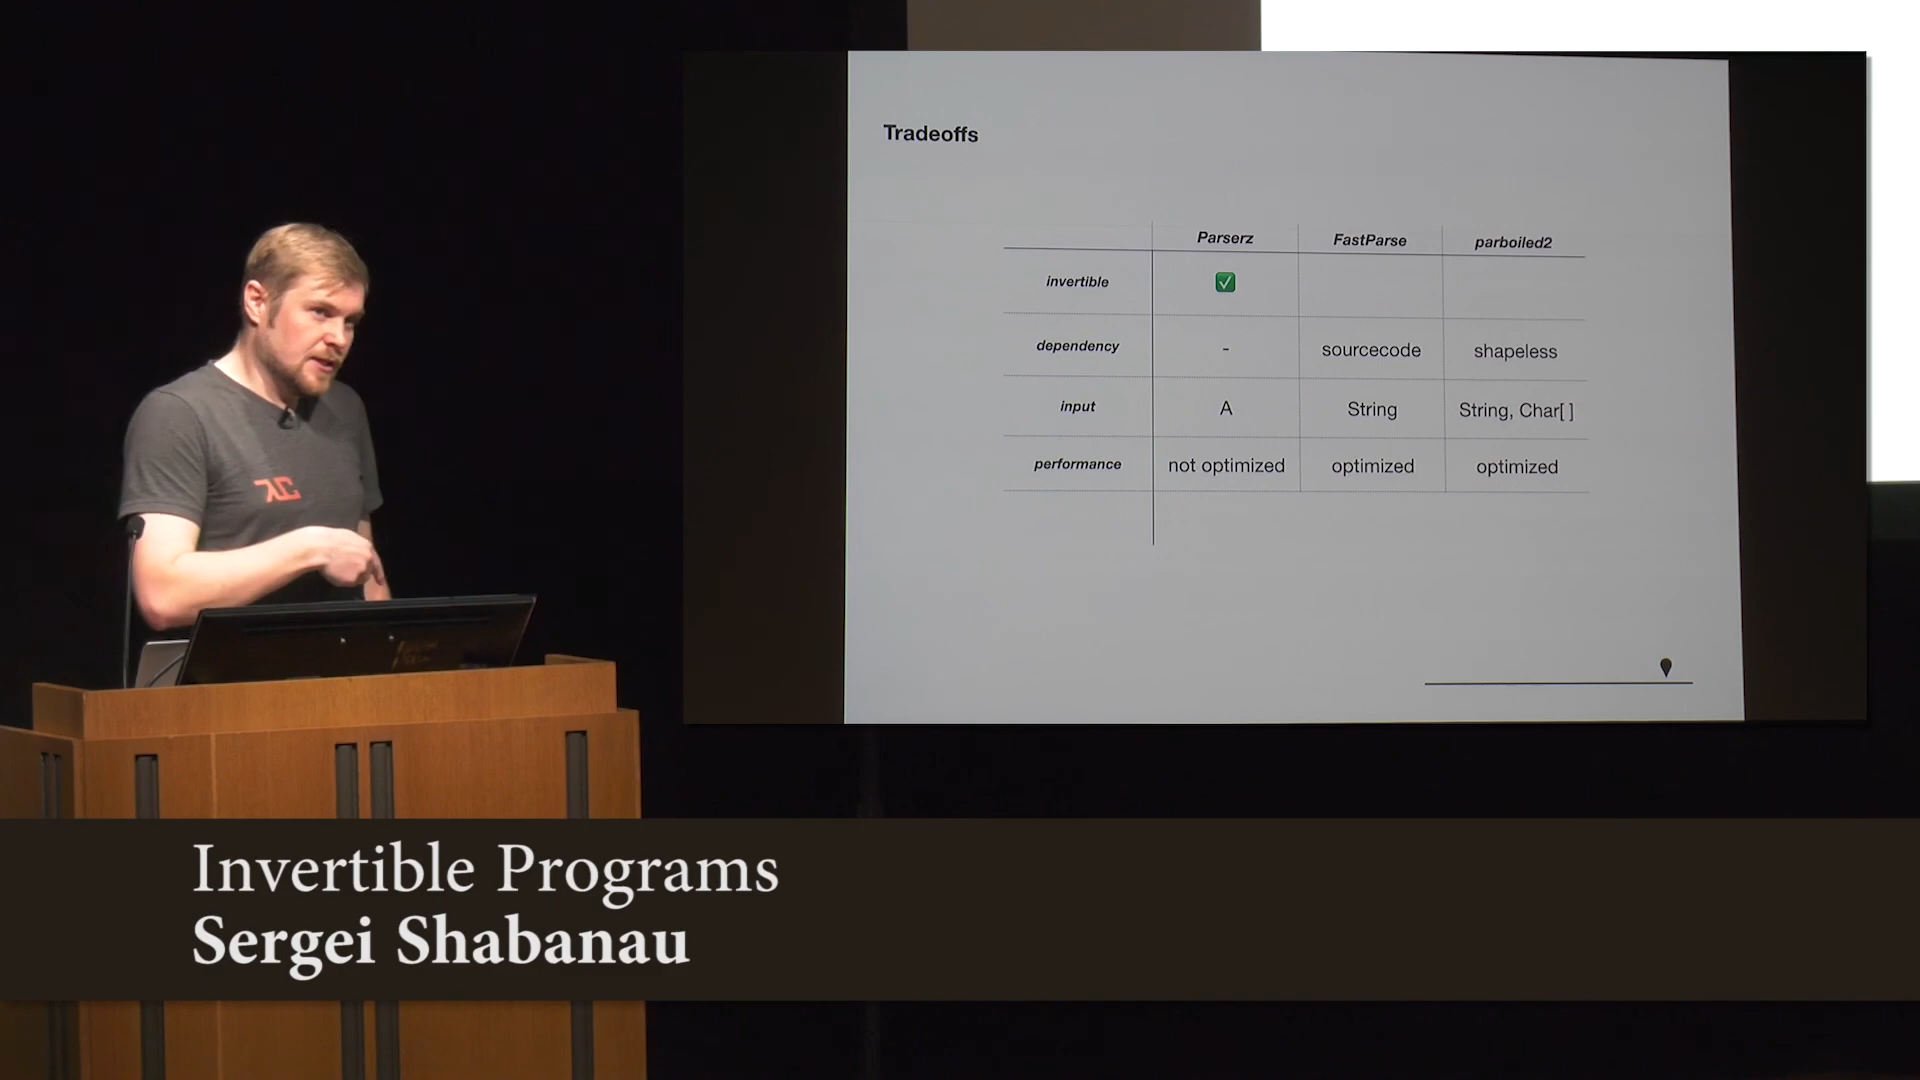 Tradeoffs
Parserz FastParse parboiled2
invertible ✅
dependency - sourcecode shapeless
input A String String, Char[ ]
performance not optimized optimized optimized
λC
Invertible Programs
Sergei Shabanau